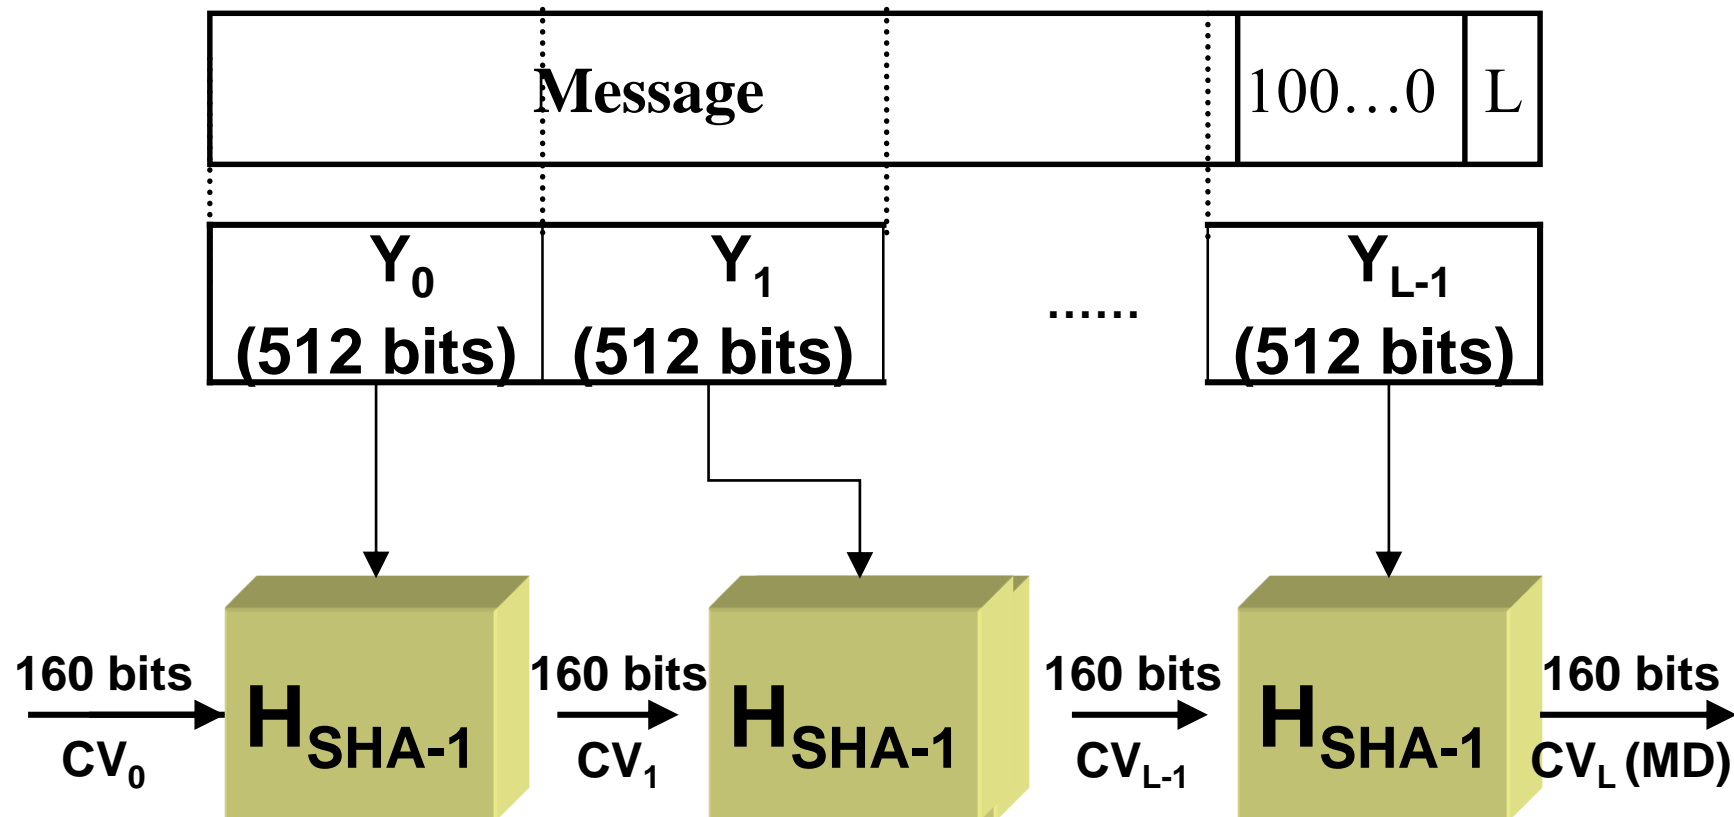 Message 100…0 L
Y0 Y1 YL-1
(512 bits) (512 bits) ...... (512 bits)
160 bits 160 bits 160 bits 160 bits
HSHA-1 HSHA-1 HSHA-1
CV0 CV1 CVL-1 CVL (MD)